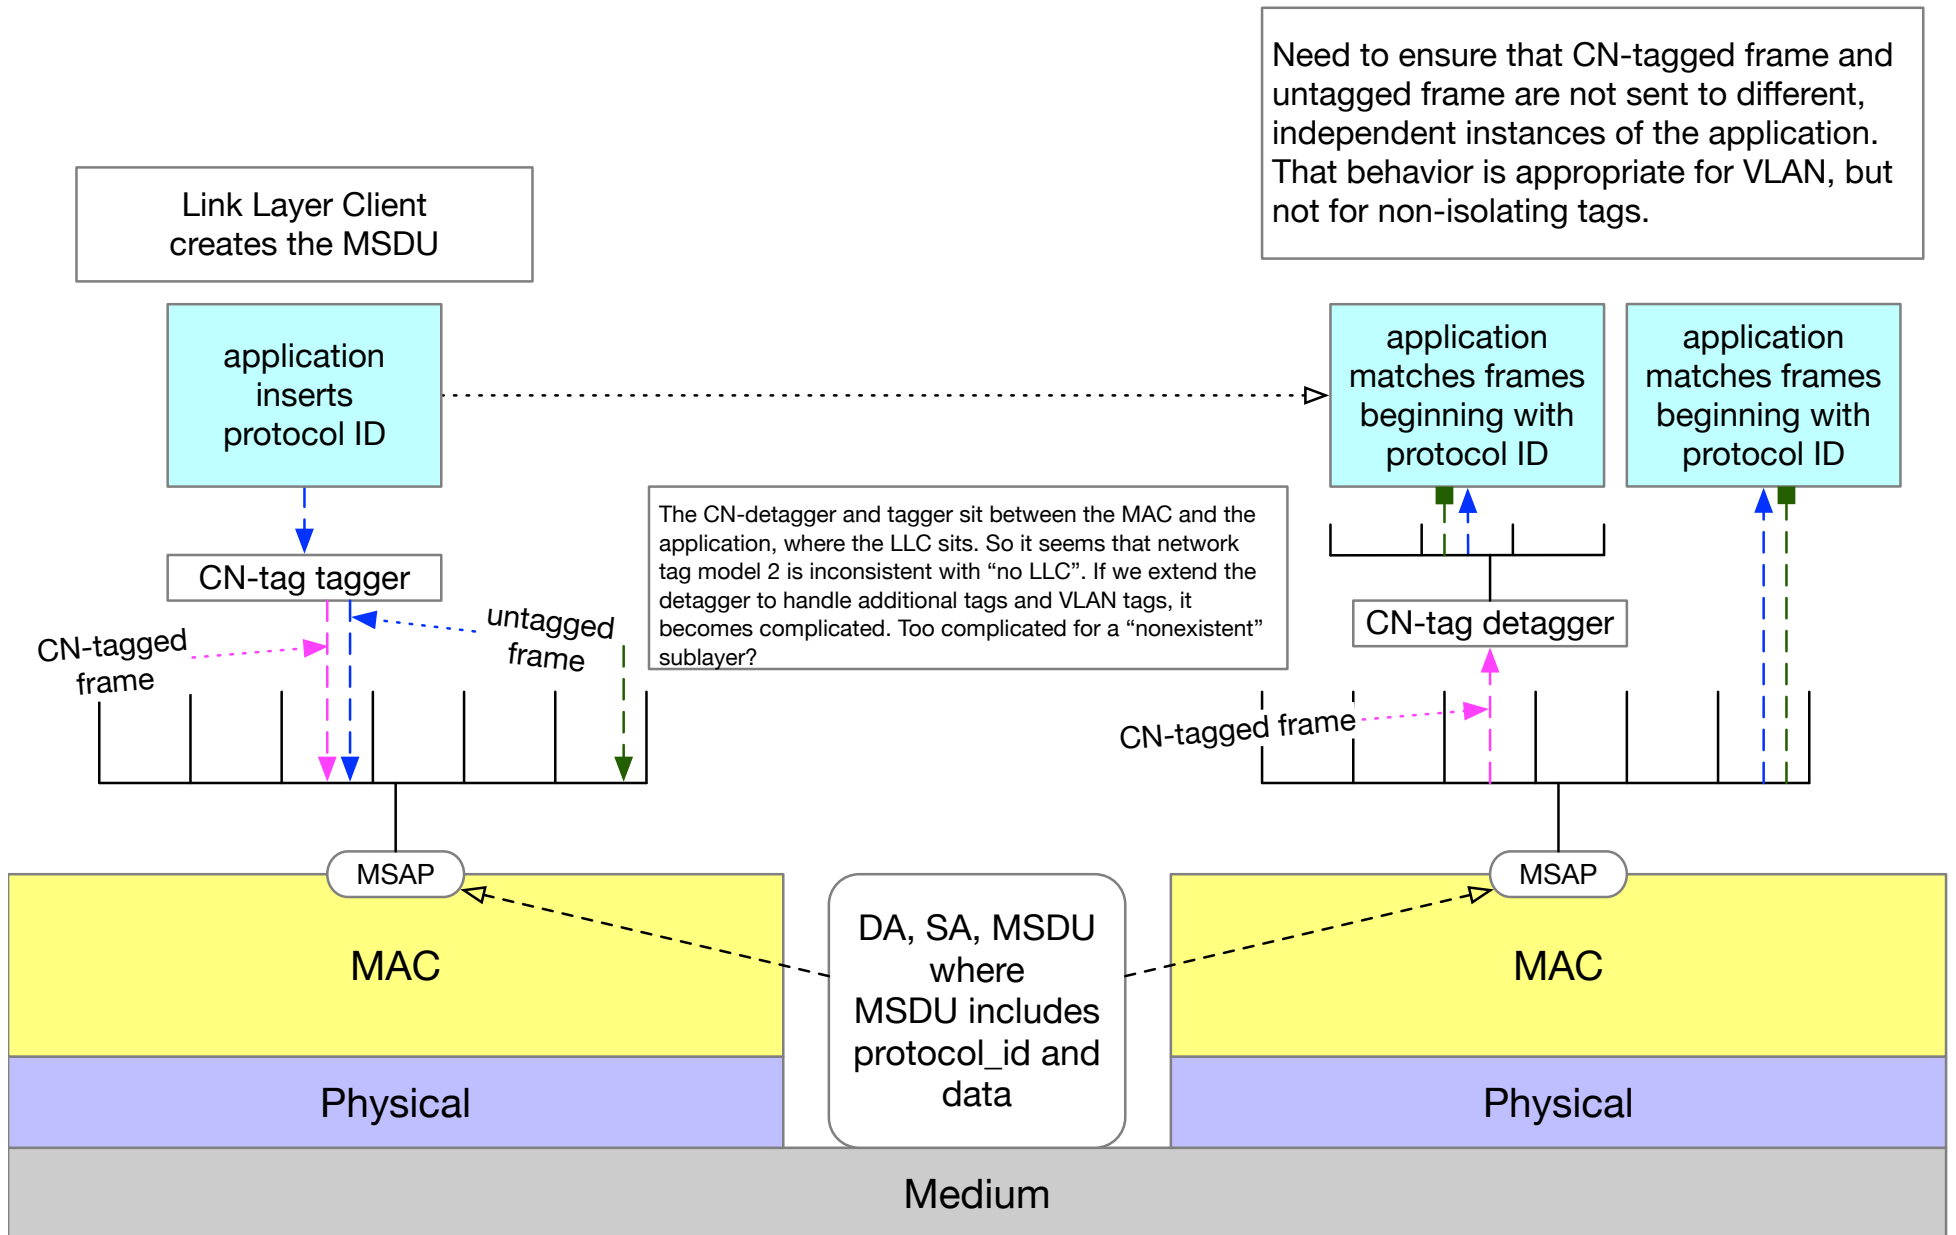 Need to ensure that CN-tagged frame and
untagged frame are not sent to different,
independent instances of the application.
That behavior is appropriate for VLAN, but
not for non-isolating tags.
Link Layer Client
creates the MSDU
application
inserts
protocol ID
application
matches frames
beginning with
protocol ID
application
matches frames
beginning with
protocol ID
The CN-detagger and tagger sit between the MAC and the
application, where the LLC sits. So it seems that network
tag model 2 is inconsistent with “no LLC”. If we extend the
detagger to handle additional tags and VLAN tags, it
becomes complicated. Too complicated for a “nonexistent”
sublayer?
CN-tag tagger
untagged
frame
CN-tagged
frame
CN-tag detagger
CN-tagged frame
MSAP
MSAP
DA, SA, MSDU
where
MSDU includes
protocol_id and
data
MAC
MAC
Physical
Physical
Medium